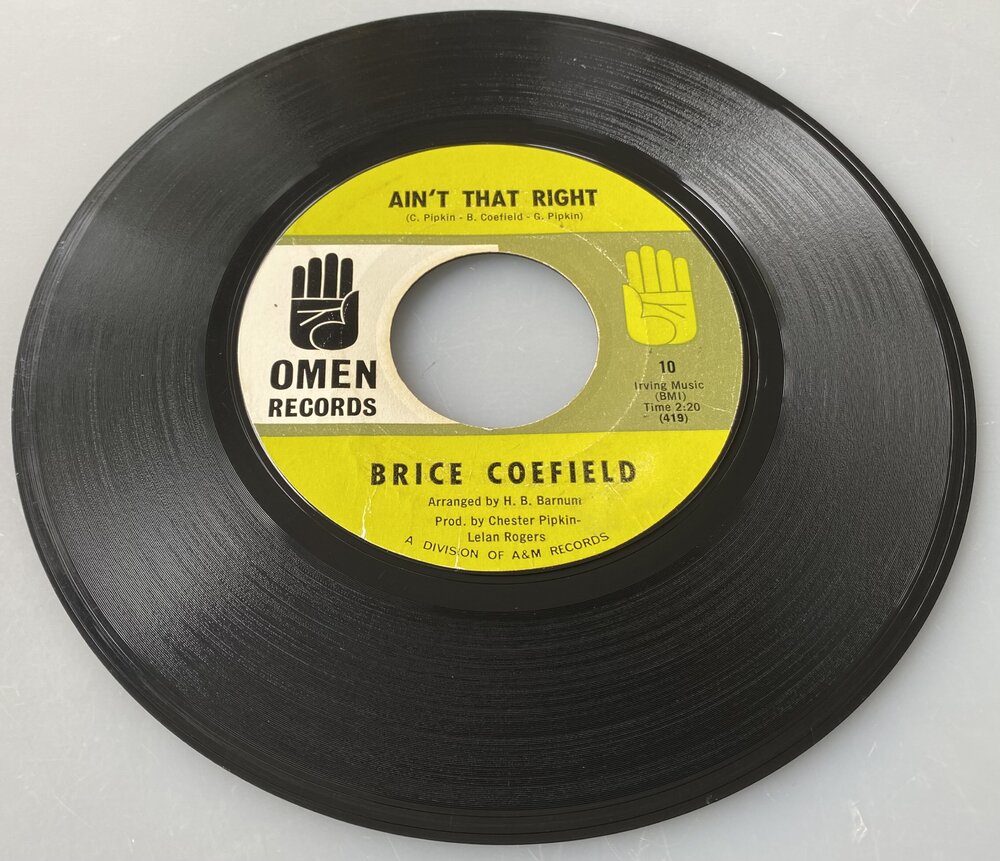 AIN'T THAT RIGHT
(C. Pipkin - B. Coefield - G. Pipkin)
OMEN
RECORDS
10
Irving Music
(BMI)
Time 2:20
(419)
BRICE COEFIELD
Arranged by H. B. Barnum
Prod. by Chester Pipkin-
Lelan Rogers
A DIVISION OF A&M RECORDS